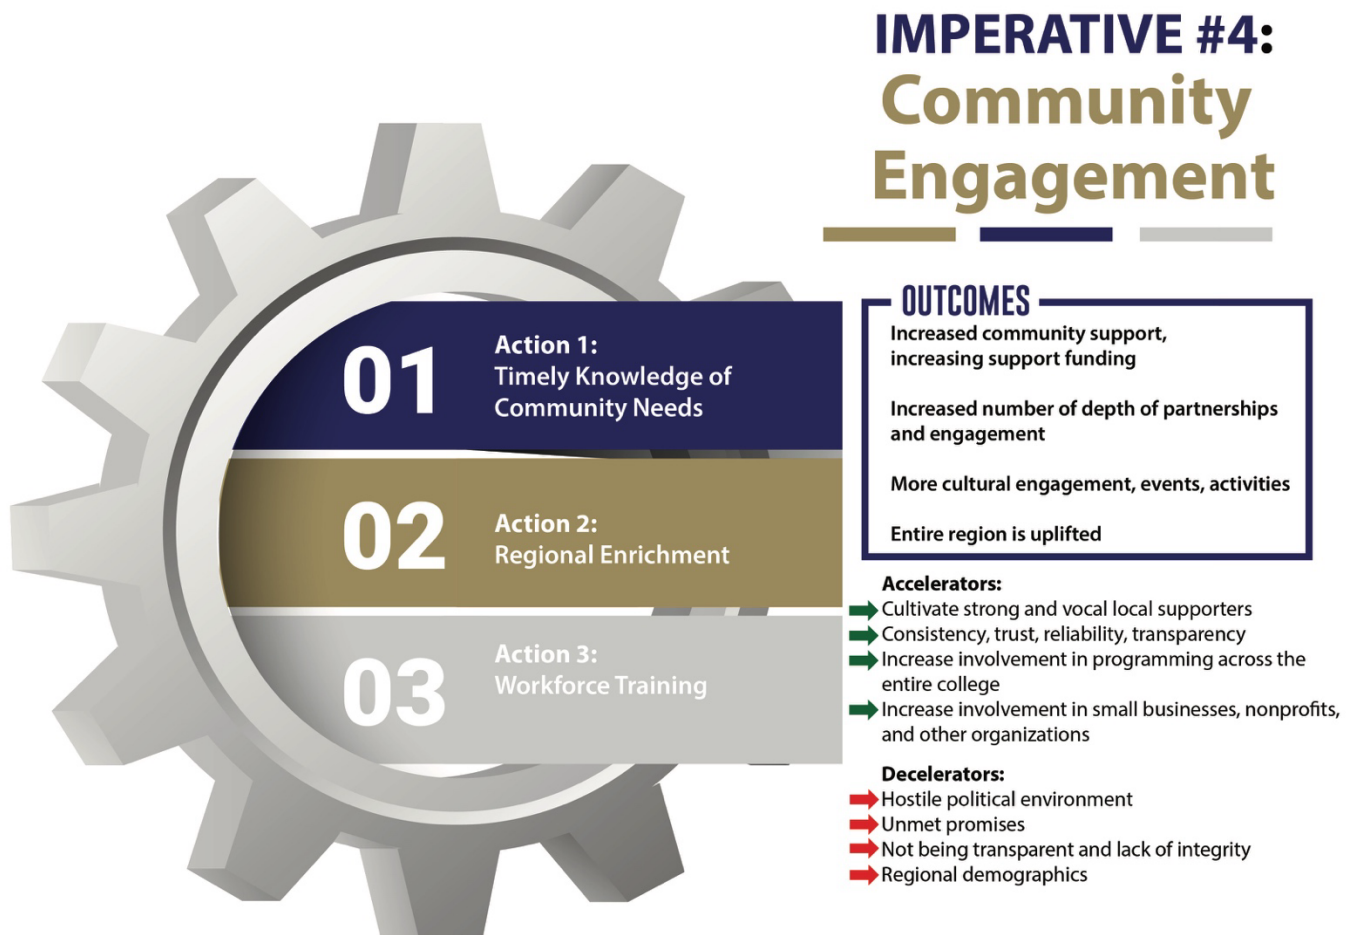 IMPERATIVE #4:
Community
Engagement
01
Action 1:
Timely Knowledge of
Community Needs
02
Action 2:
Regional Enrichment
03
Action 3:
Workforce Training
OUTCOMES
Increased community support,
increasing support funding
Increased number of depth of partnerships
and engagement
More cultural engagement, events, activities
Entire region is uplifted
Accelerators:
Cultivate strong and vocal local supporters
Consistency, trust, reliability, transparency
Increase involvement in programming across the
entire college
Increase involvement in small businesses, nonprofits,
and other organizations
Decelerators:
Hostile political environment
Unmet promises
Not being transparent and lack of integrity
Regional demographics